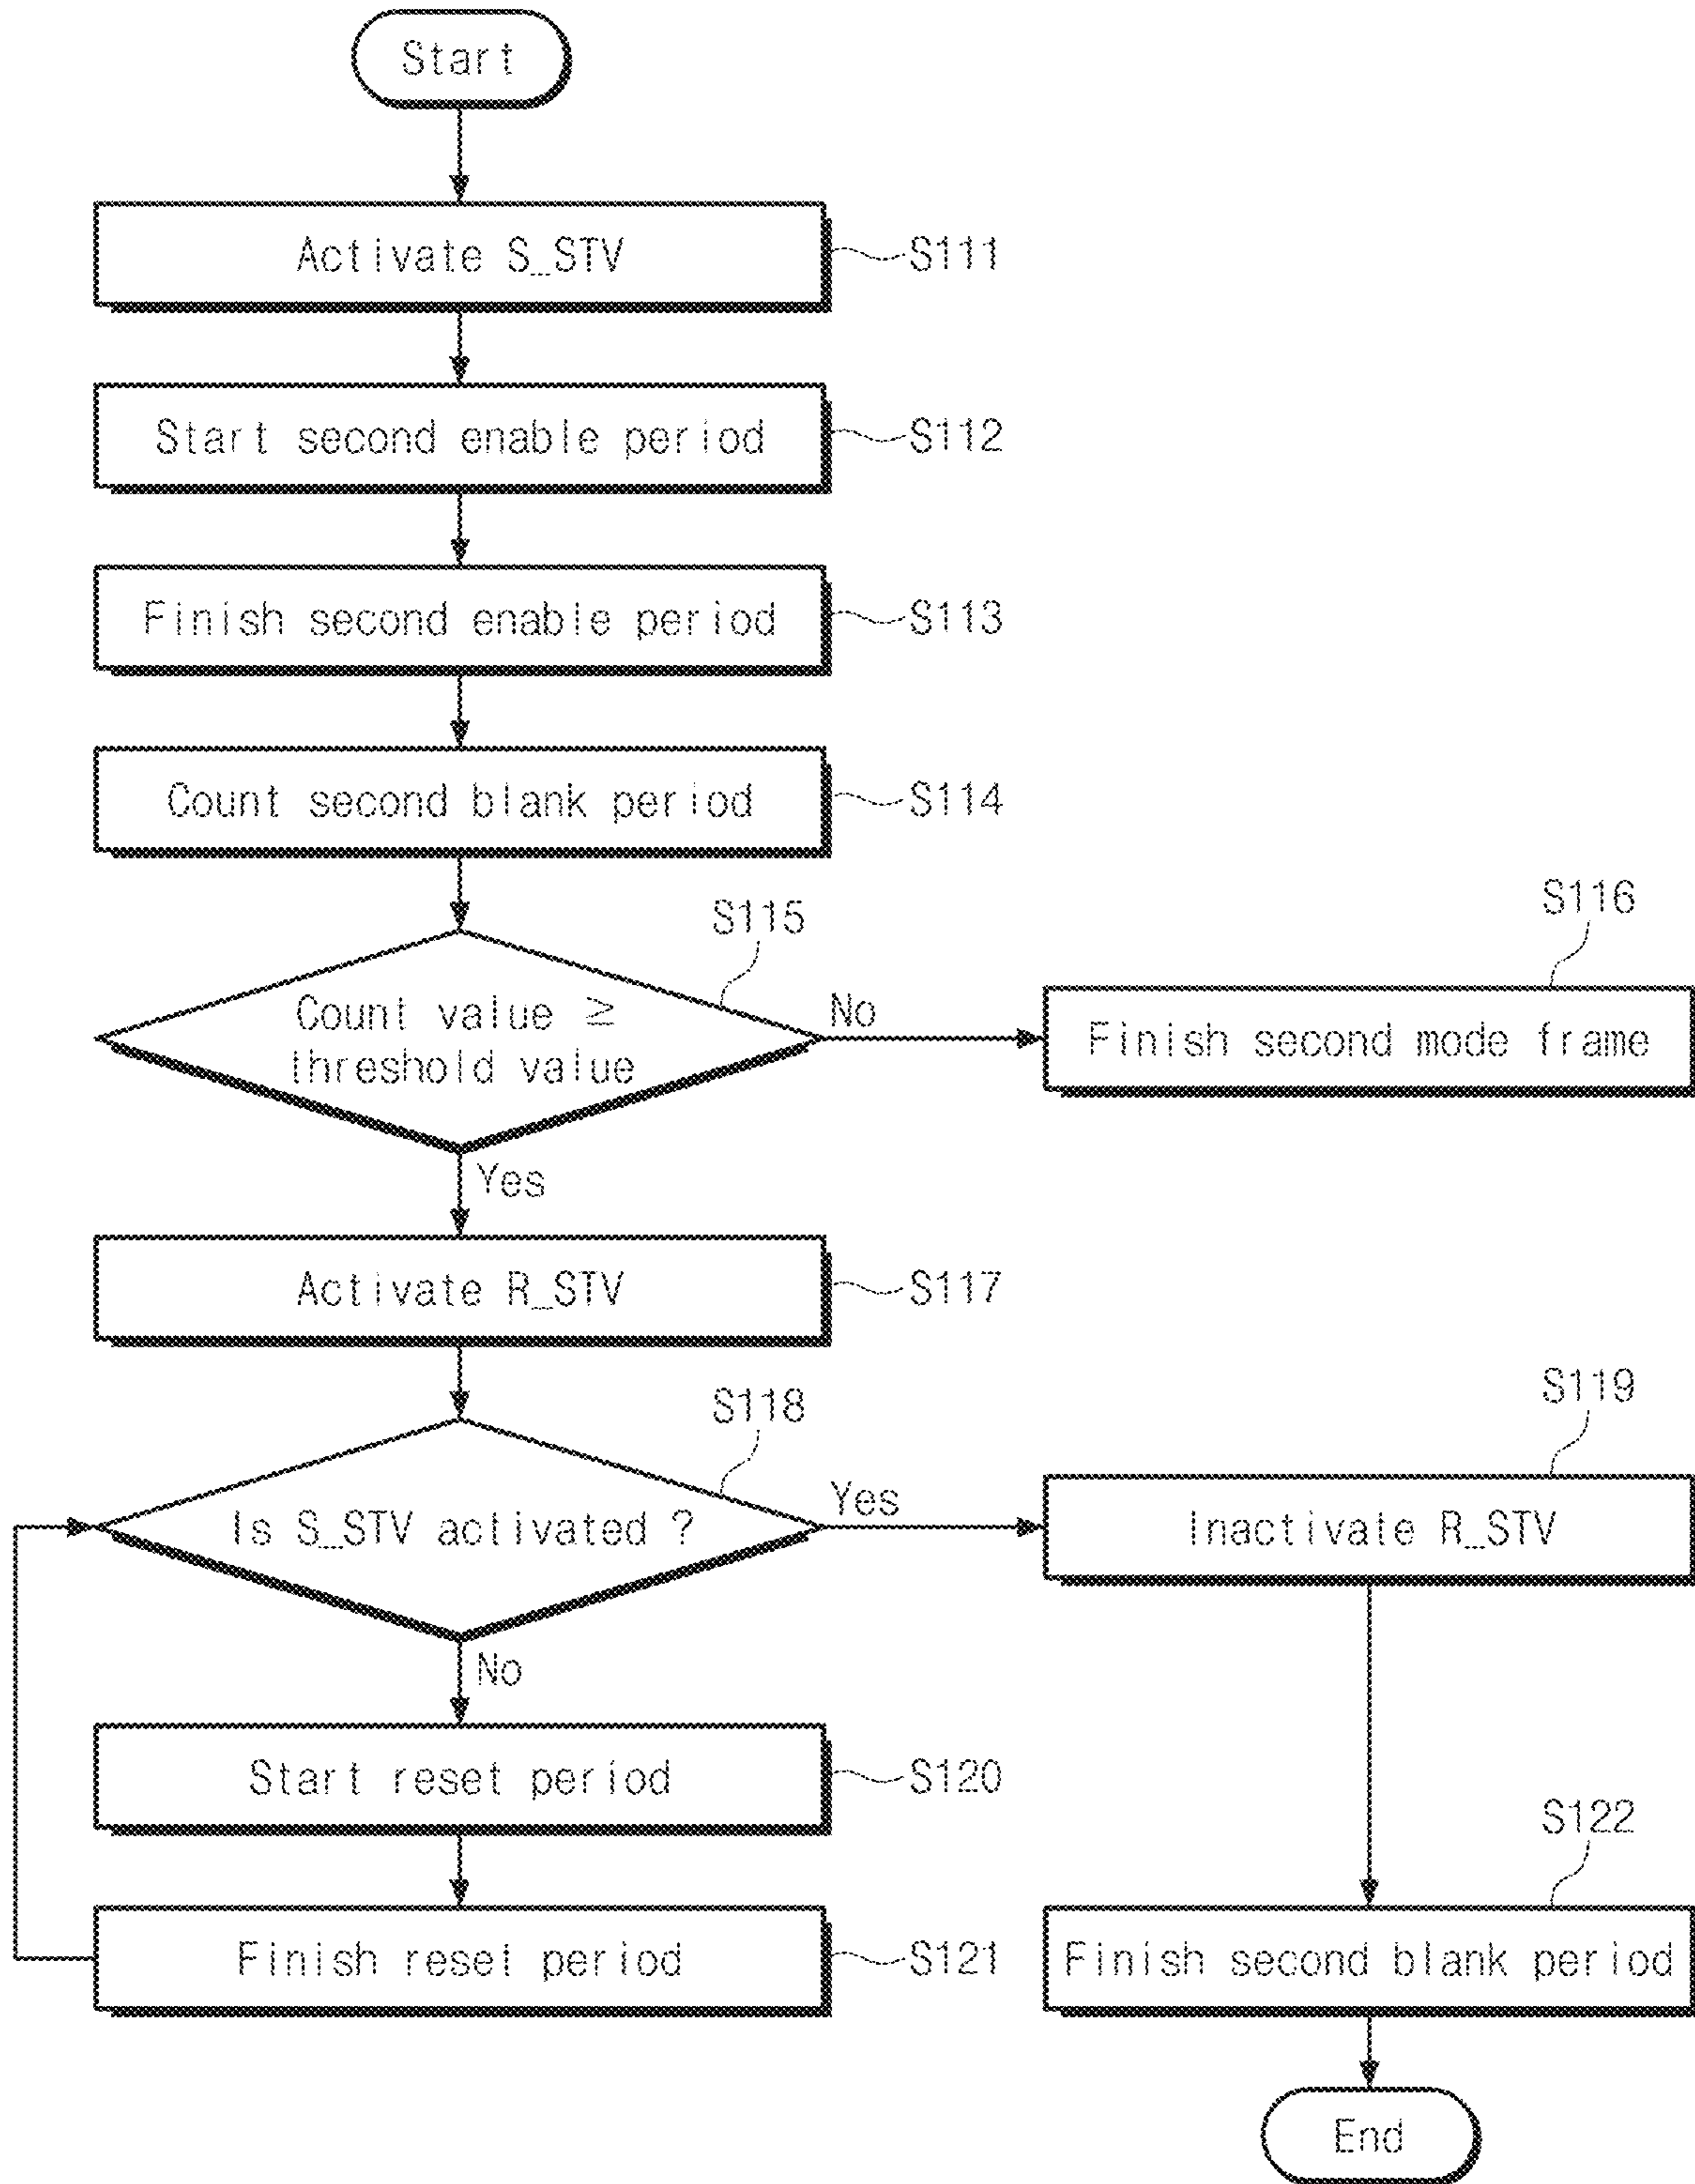 Start
Activate S_STV
S111
Start second enable period
S112
Finish second enable period
S113
Count second blank period
S114
S115
Count value ≥
threshold value
No
S116
Finish second mode frame
Yes
Activate R_STV
S117
S118
Is S_STV activated ?
Yes
S119
Inactivate R_STV
No
Start reset period
S120
Finish reset period
S121
S122
Finish second blank period
End